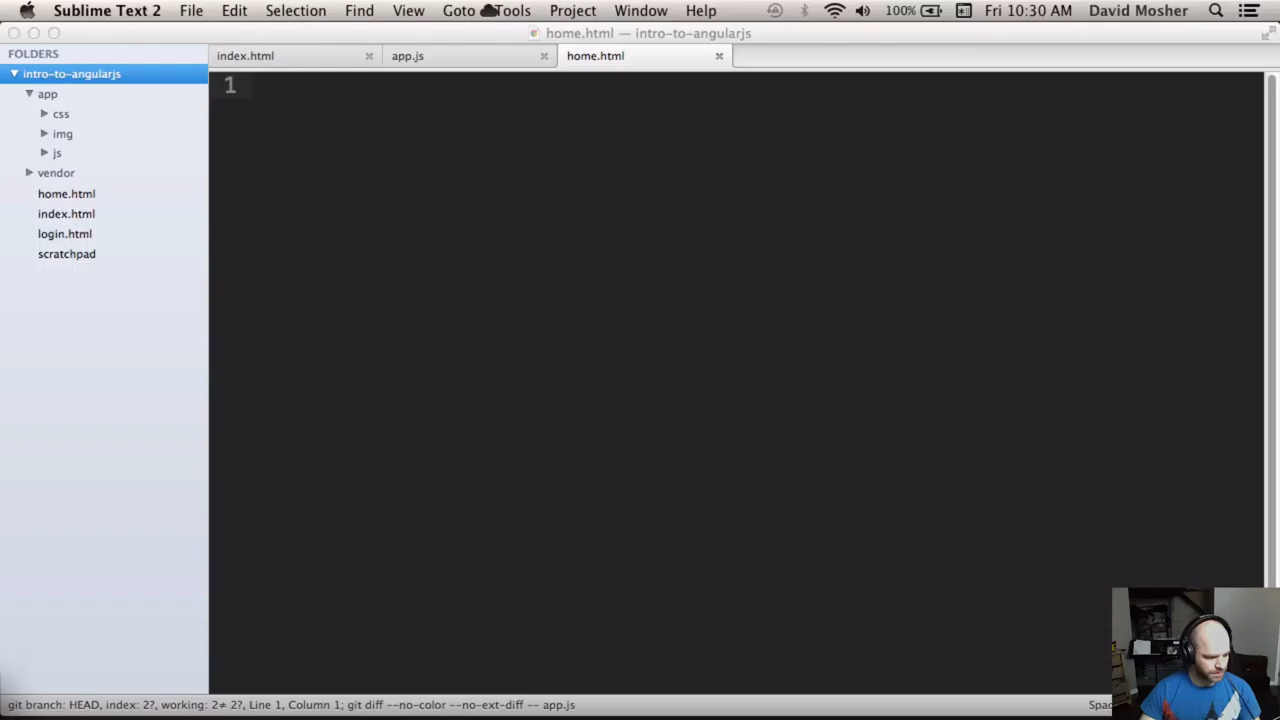 Sublime Text 2 File Edit Selection Find View Goto Tools Project Window Help 100% Fri 10:30 AM David Mosher
home.html — intro-to-angularjs
FOLDERS
index.html app.js home.html
intro-to-angularjs
1
app
css
img
js
vendor
home.html
index.html
login.html
scratchpad
git branch: HEAD, index: 2?, working: 2≠ 2?, Line 1, Column 1; git diff --no-color --no-ext-diff -- app.js Spac